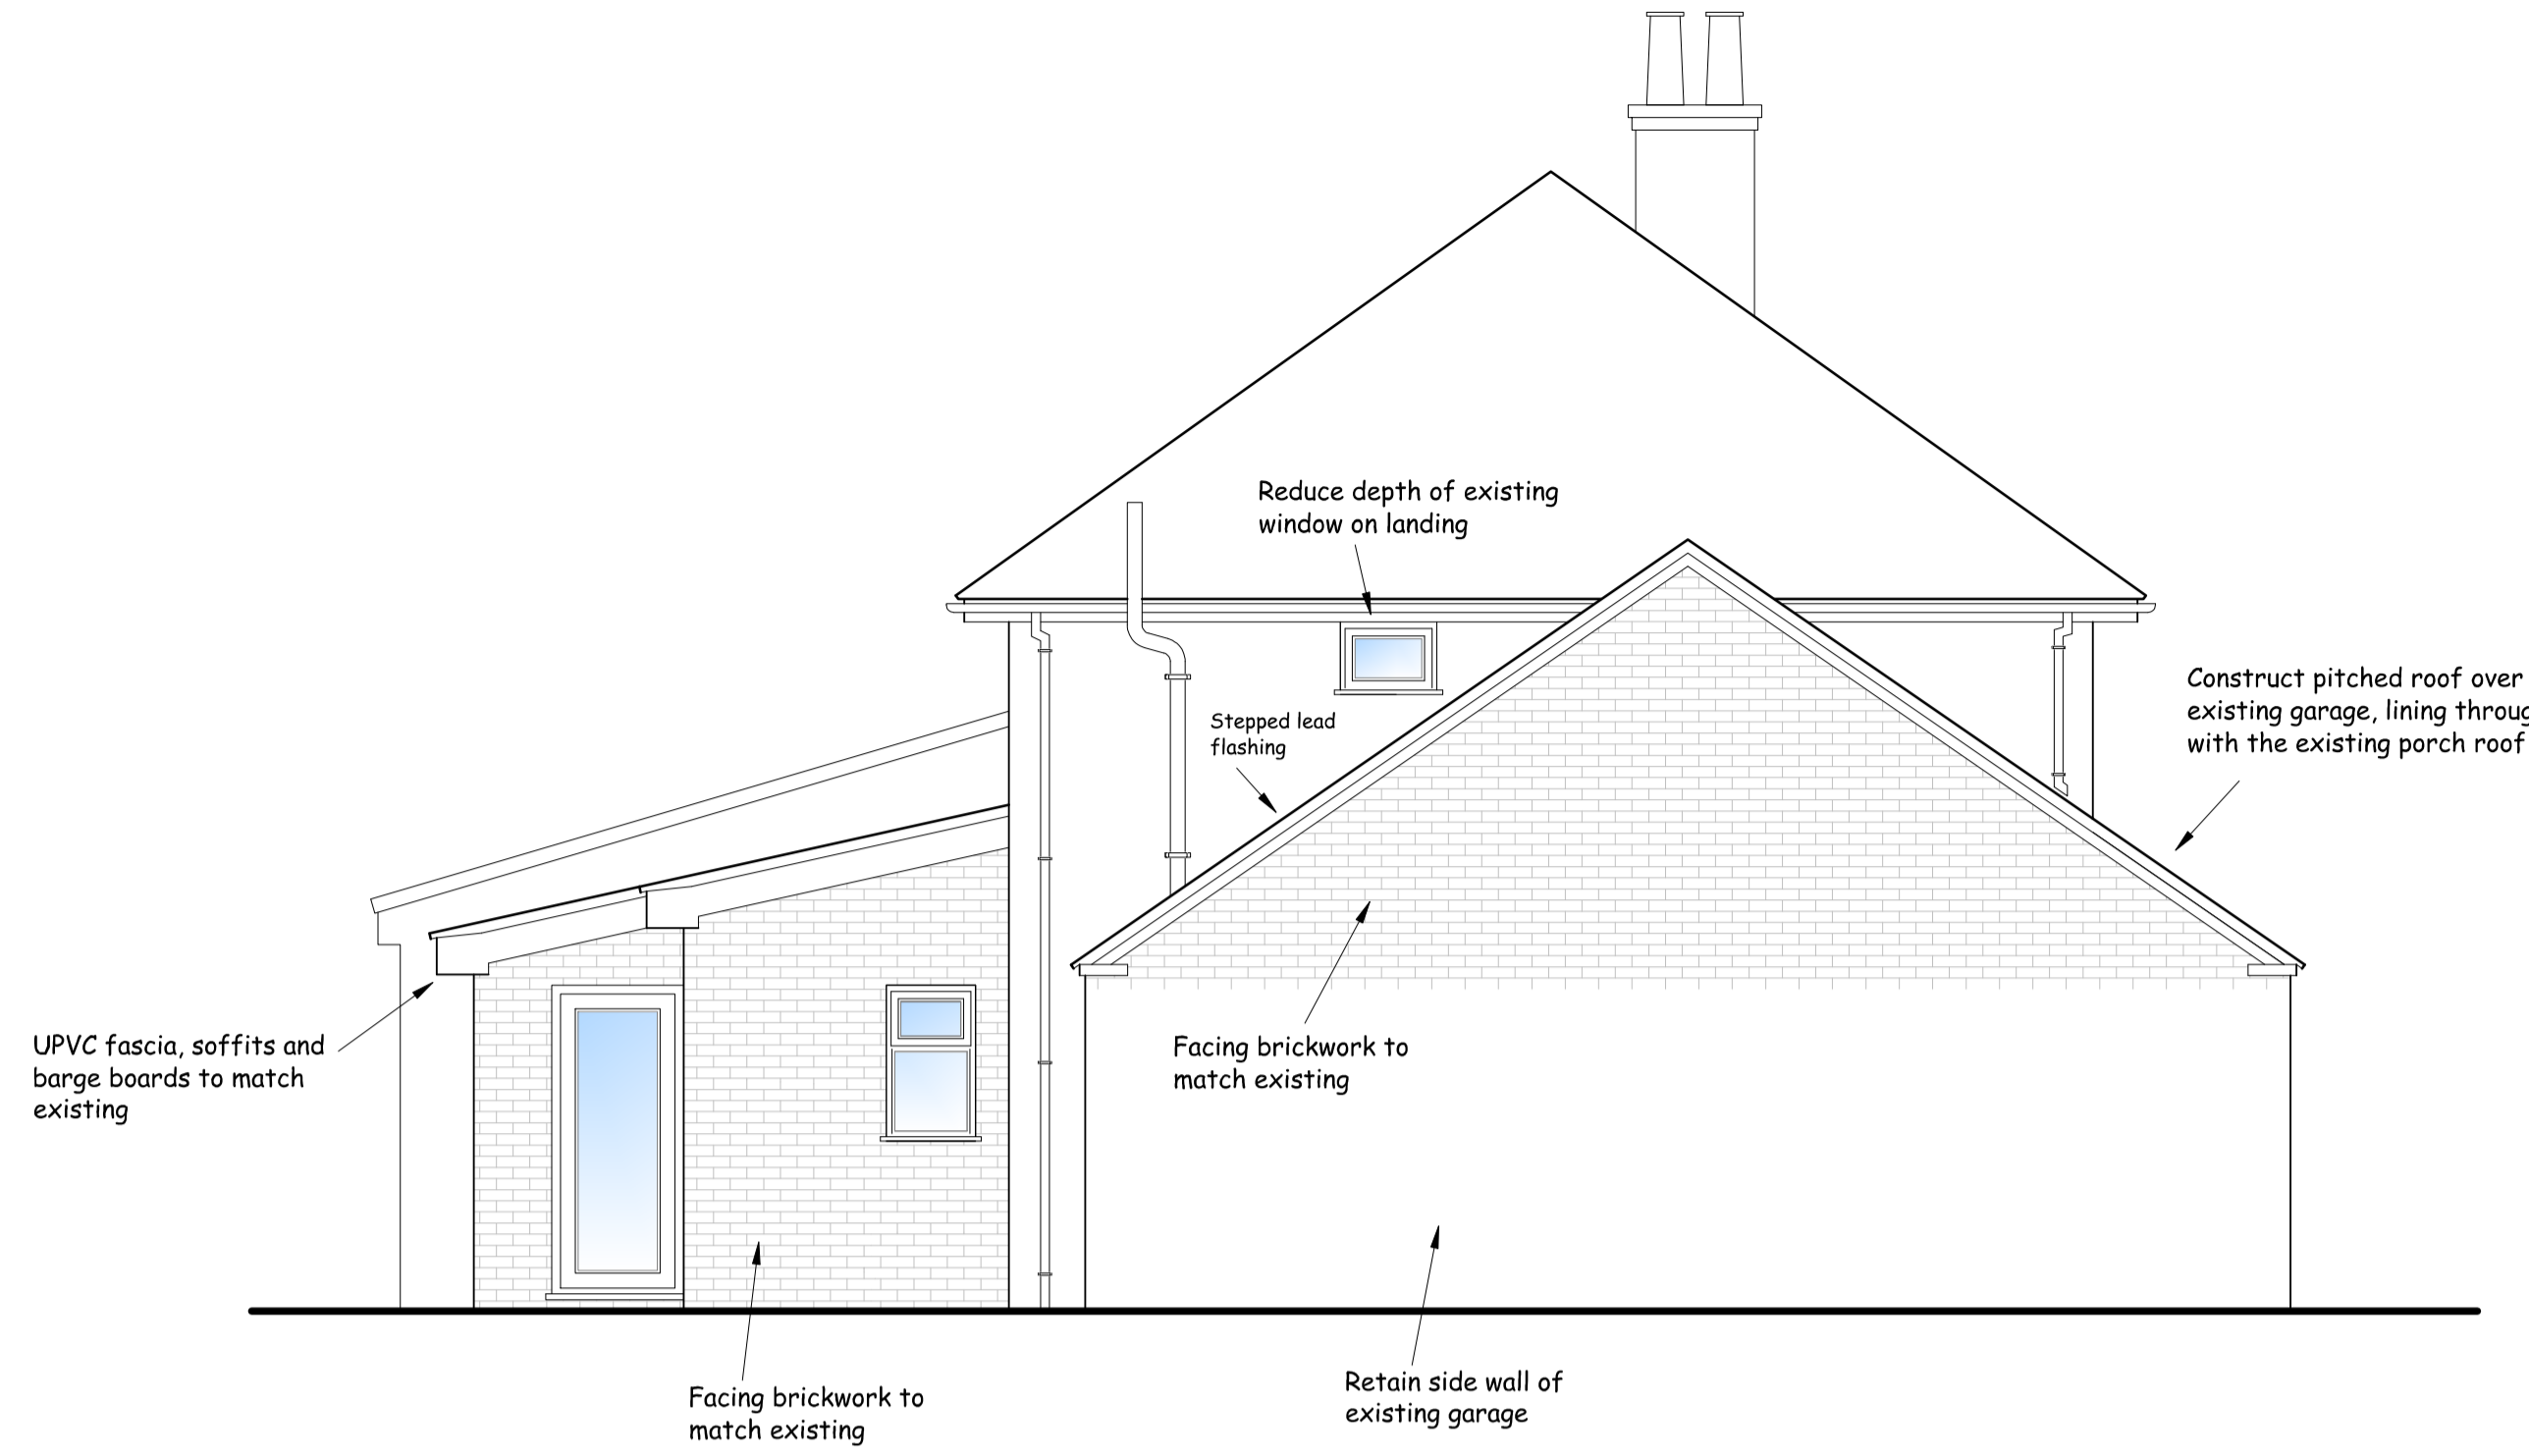 Reduce depth of existing
window on landing
Construct pitched roof over
existing garage, lining throug
with the existing porch roof
Stepped lead
flashing
UPVC fascia, soffits and
barge boards to match
existing
Facing brickwork to
match existing
Facing brickwork to
match existing
Retain side wall of
existing garage